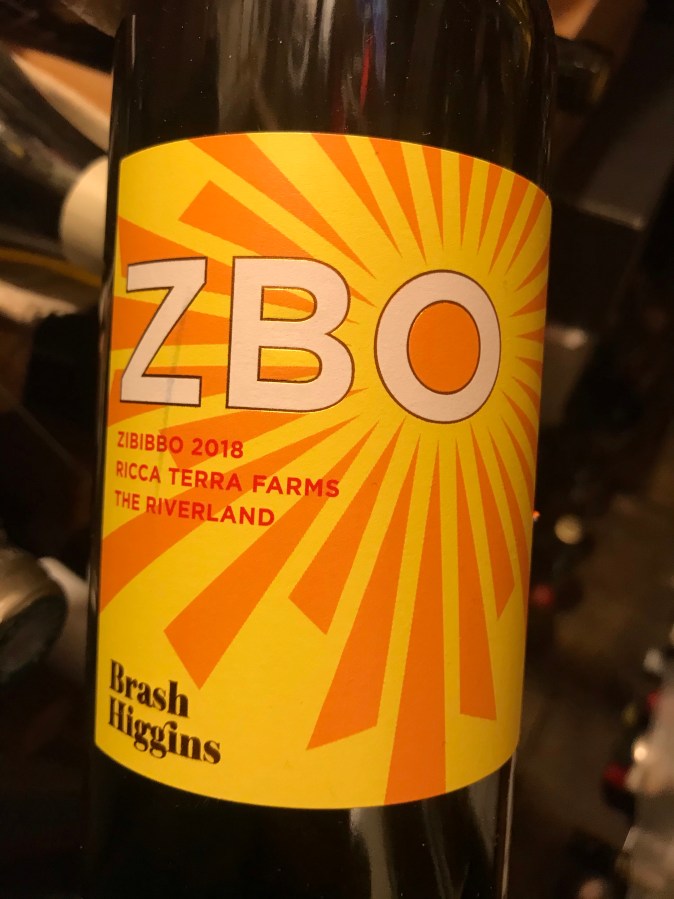 ZBO
ZIBIBBO 2018
RICCA TERRA FARMS
THE RIVERLAND
Brash
Higgins